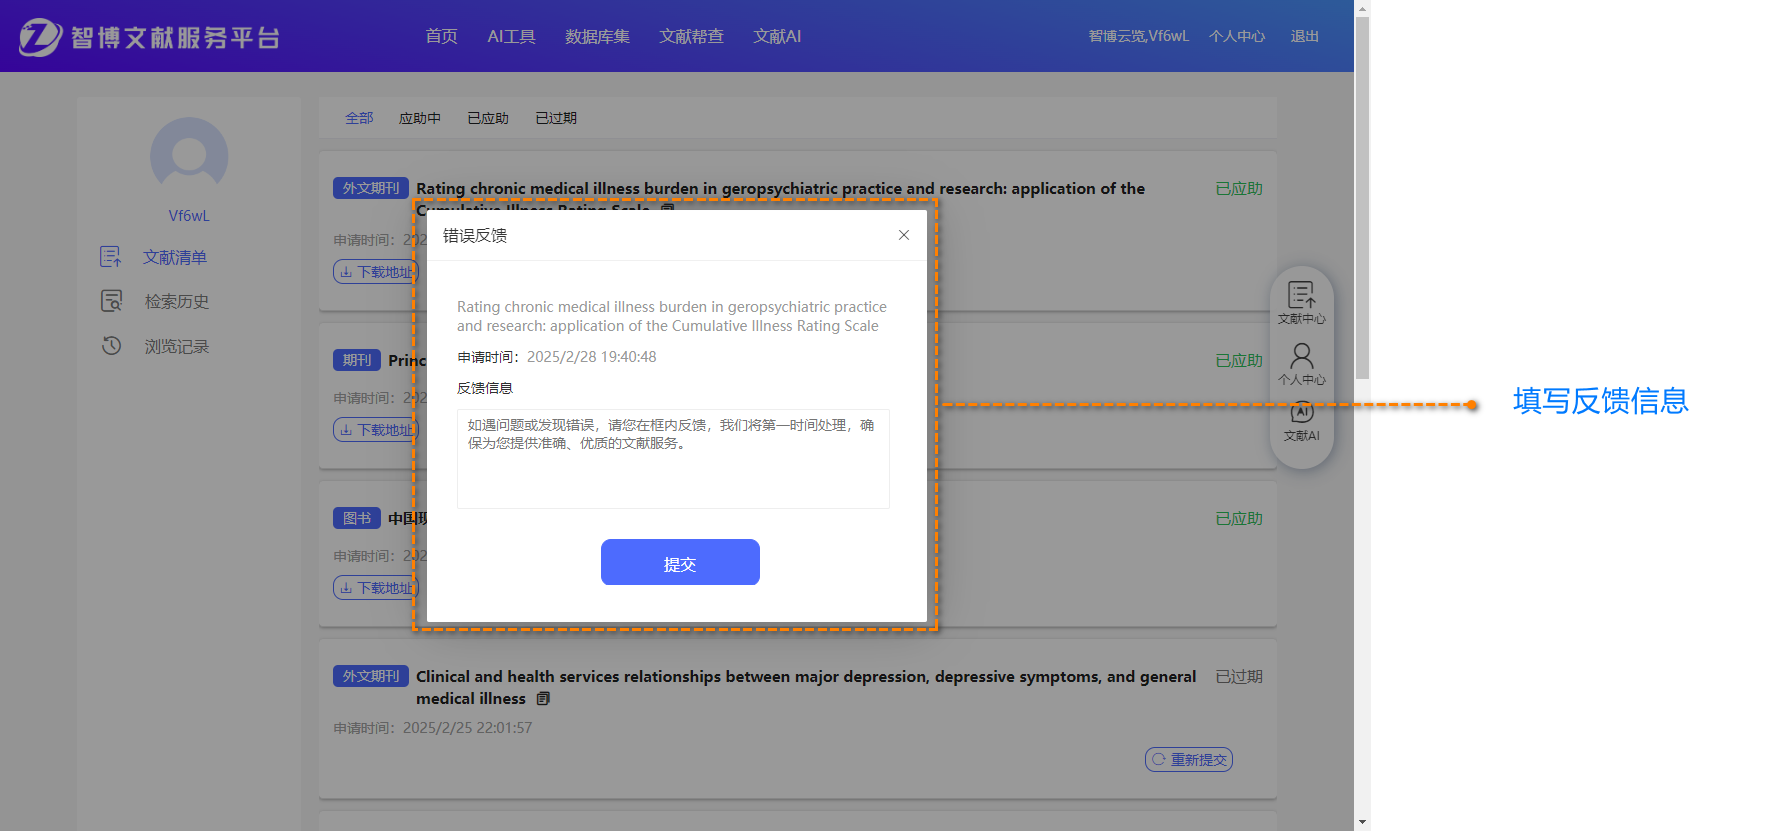 智博文献服务平台
首页 AI工具 数据库集 文献帮查 文献AI
智博云览,Vf6wL 个人中心 退出
Vf6wL
文献清单
检索历史
浏览记录
全部 应助中 已应助 已过期
外文期刊 Rating chronic medical illness burden in geropsychiatric practice and research: application of the 已应助
Cumulative Illness Rating Scale
申请时间：202
下载地址
期刊 Princ 已应助
申请时间：202
下载地址
图书 中国现 已应助
申请时间：202
下载地址
外文期刊 Clinical and health services relationships between major depression, depressive symptoms, and general 已过期
medical illness
申请时间：2025/2/25 22:01:57
重新提交
错误反馈
Rating chronic medical illness burden in geropsychiatric practice
and research: application of the Cumulative Illness Rating Scale
申请时间：2025/2/28 19:40:48
反馈信息
如遇问题或发现错误，请您在框内反馈，我们将第一时间处理，确
保为您提供准确、优质的文献服务。
提交
文献中心
个人中心
AI
文献AI
填写反馈信息